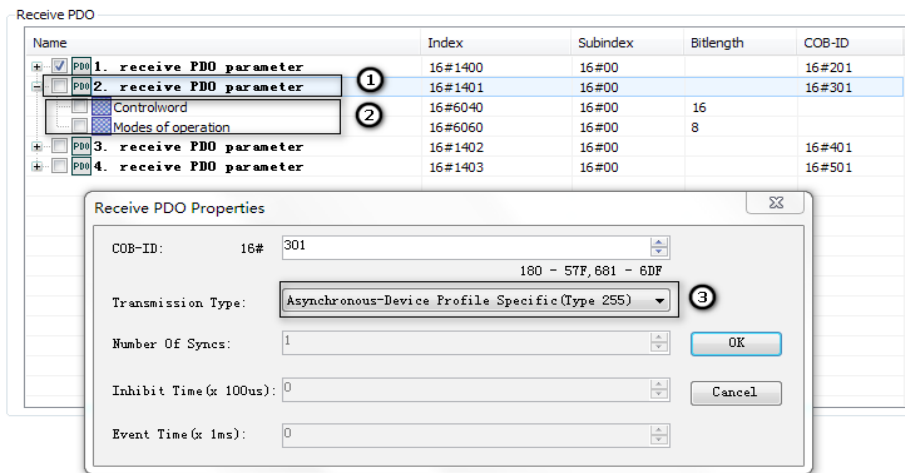 Receive PDO
Name Index Subindex Bitlength COB-ID
PDO 1. receive PDO parameter 16#1400 16#00 16#201
PDO 2. receive PDO parameter 16#1401 16#00 16#301
1
Controlword 16#6040 16#00 16
2
Modes of operation 16#6060 16#00 8
PDO 3. receive PDO parameter 16#1402 16#00 16#401
PDO 4. receive PDO parameter 16#1403 16#00 16#501
Receive PDO Properties
COB-ID: 16# 301
180 - 57F,681 - 6DF
Transmission Type: Asynchronous-Device Profile Specific(Type 255) 3
Number Of Syncs: 1 OK
Inhibit Time(x 100us): 0 Cancel
Event Time(x 1ms): 0